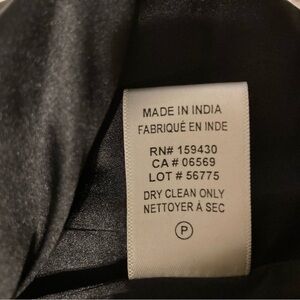 MADE IN INDIA
FABRIQUÉ EN INDE
RN# 159430
CA # 06569
LOT # 56775
DRY CLEAN ONLY
NETTOYER À SEC
P